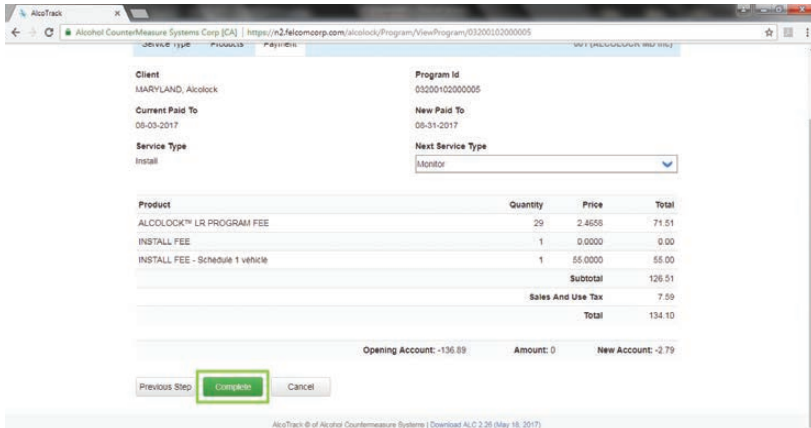 AlcoTrack
Alcohol CounterMeasure Systems Corp [CA] | https://n2.felcomcorp.com/alcolock/Program/ViewProgram/03200102000005
Service Type Products Payment 001 (ALCOLOCK MD Inc)
Client Program Id
MARYLAND, Alcolock 03200102000005
Current Paid To New Paid To
08-03-2017 08-31-2017
Service Type Next Service Type
Install Monitor
Product Quantity Price Total
ALCOLOCK™ LR PROGRAM FEE 29 2.4658 71.51
INSTALL FEE 1 0.0000 0.00
INSTALL FEE - Schedule 1 vehicle 1 55.0000 55.00
Subtotal 126.51
Sales And Use Tax 7.59
Total 134.10
Opening Account: -136.89 Amount: 0 New Account: -2.79
Previous Step Complete Cancel
AlcoTrack © of Alcohol Countermeasure Systems | Download ALC 2.26 (May 18, 2017)